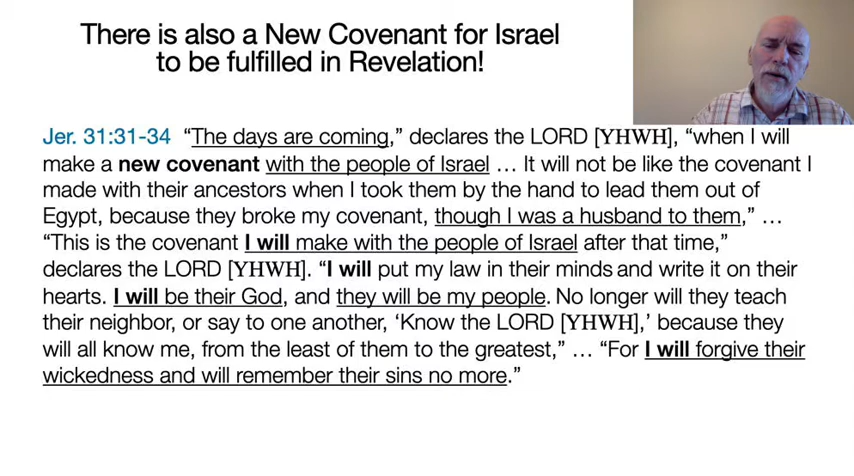 There is also a New Covenant for Israel
to be fulfilled in Revelation!
Jer. 31:31-34 “The days are coming,” declares the LORD [YHWH], “when I will
make a new covenant with the people of Israel … It will not be like the covenant I
made with their ancestors when I took them by the hand to lead them out of
Egypt, because they broke my covenant, though I was a husband to them,” …
“This is the covenant I will make with the people of Israel after that time,”
declares the LORD [YHWH]. “I will put my law in their minds and write it on their
hearts. I will be their God, and they will be my people. No longer will they teach
their neighbor, or say to one another, ‘Know the LORD [YHWH],’ because they
will all know me, from the least of them to the greatest,” … “For I will forgive their
wickedness and will remember their sins no more.”